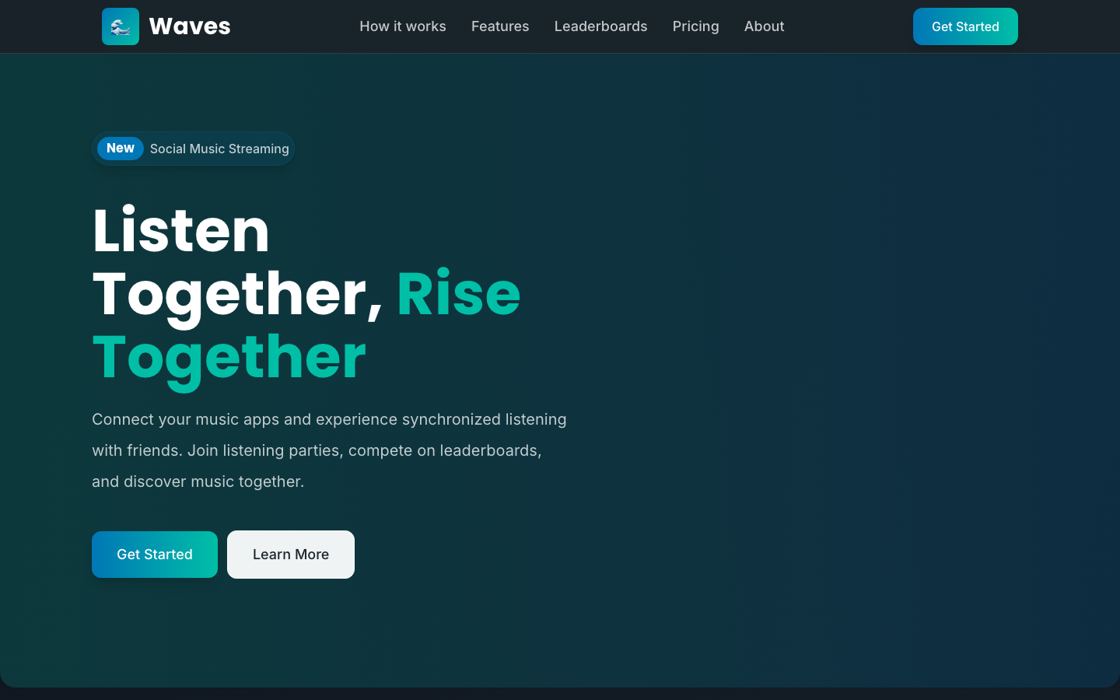 Waves
How it works
Features
Leaderboards
Pricing
About
Get Started
New Social Music Streaming
Listen
Together, Rise
Together
Connect your music apps and experience synchronized listening
with friends. Join listening parties, compete on leaderboards,
and discover music together.
Get Started
Learn More